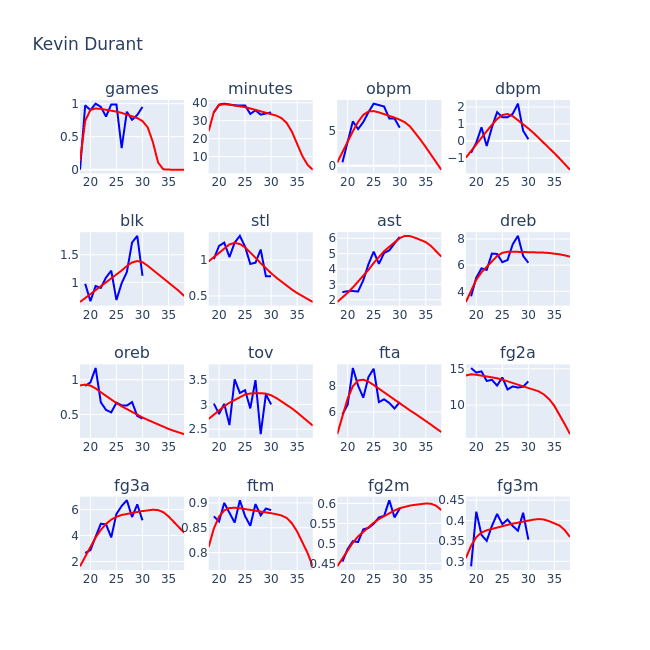 Kevin Durant
games minutes obpm dbpm
1 0.5 0
40 30 20 10
5 0
2 1 0 −1
20 25 30 35 20 25 30 35 20 25 30 35 20 25 30 35
blk stl ast dreb
1.5 1
1 0.5
6 5 4 3 2
8 6 4
20 25 30 35 20 25 30 35 20 25 30 35 20 25 30 35
oreb tov fta fg2a
1 0.5
3.5 3 2.5
8 6
15 10
20 25 30 35 20 25 30 35 20 25 30 35 20 25 30 35
fg3a ftm fg2m fg3m
6 4 2
0.9 0.85 0.8
0.6 0.55 0.5 0.45
0.45 0.4 0.35 0.3
20 25 30 35 20 25 30 35 20 25 30 35 20 25 30 35